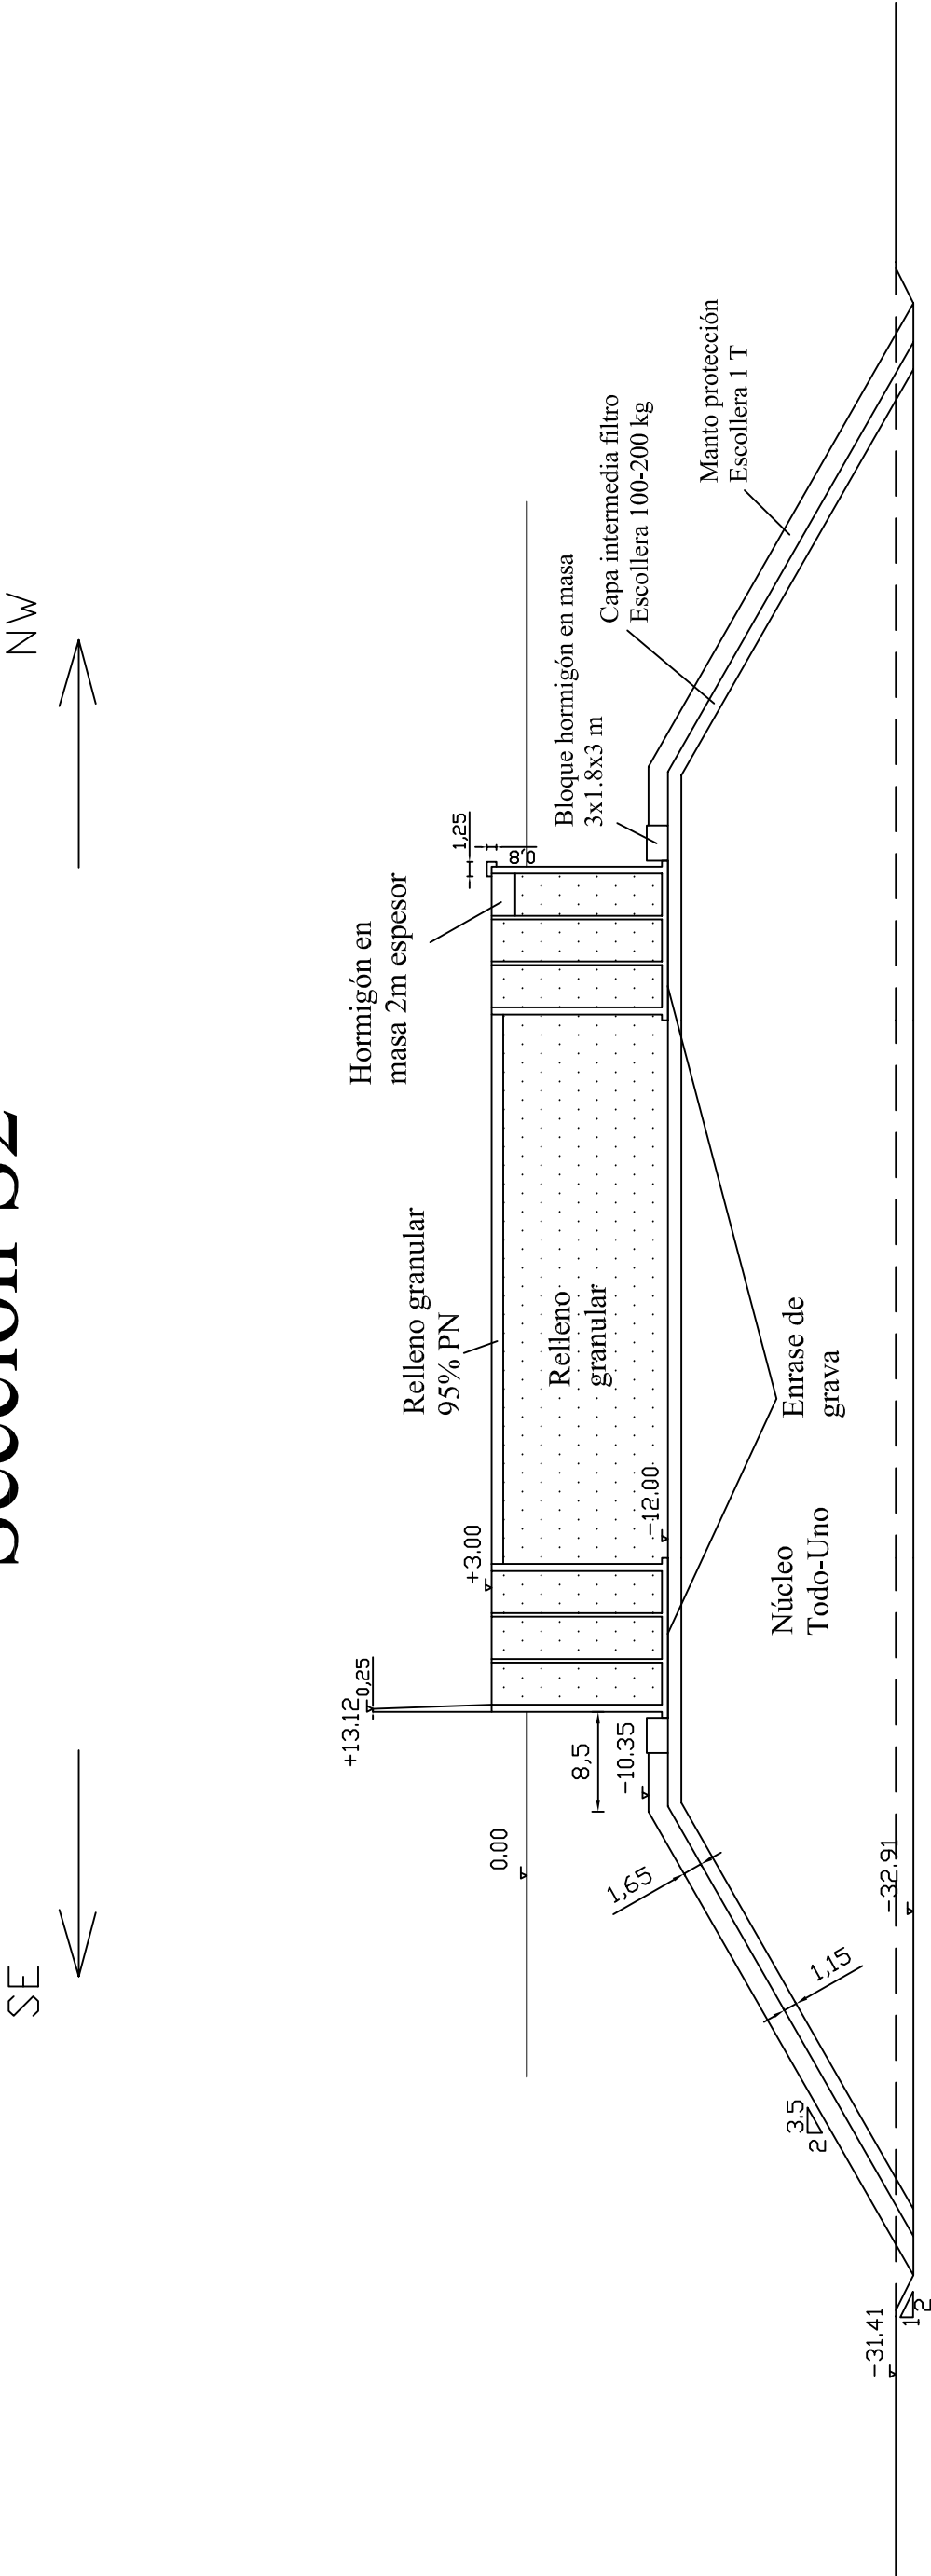 Sección S2
SE
NW
+13.12
0,25
+3.00
Relleno granular
95% PN
Hormigón en
masa 2m espesor
1,25
0,8
0.00
8,5
-10.35
-12.00
Relleno
granular
Bloque hormigón en masa
3x1.8x3 m
Capa intermedia filtro
Escollera 100-200 kg
Manto protección
Escollera 1 T
1,65
1,15
3.5
2
Núcleo
Todo-Uno
Enrase de
grava
-31.41
1
2
-32.91